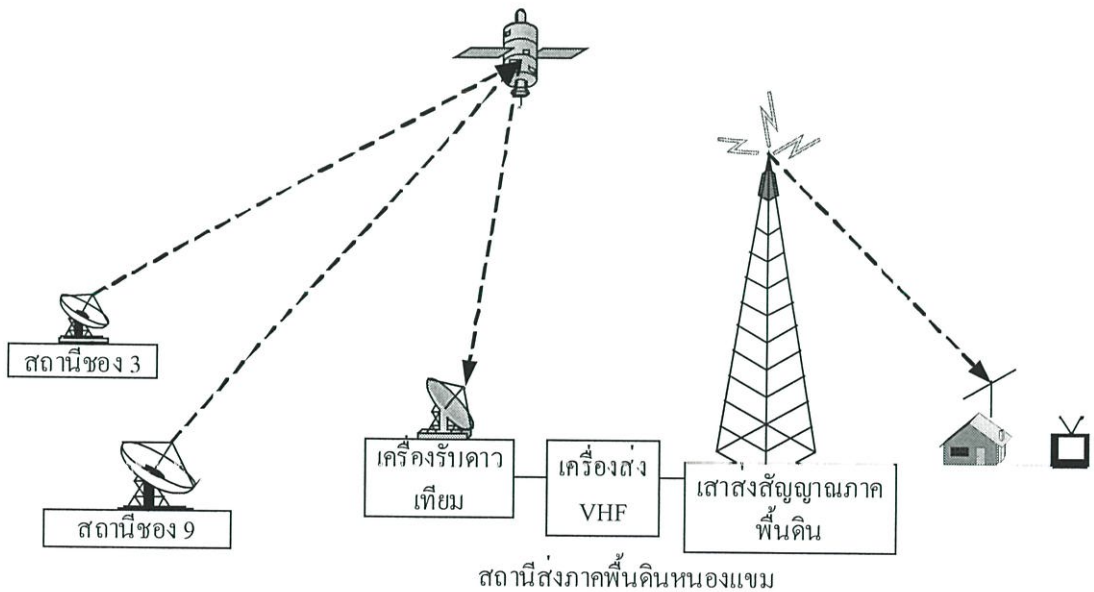 สถานีชอง 3
สถานีชอง 9
เครื่องรับดาว
เทียม
เครื่องส่ง
VHF
เสาส่งสัญญาณภาค
พื้นดิน
สถานีส่งภาคพื้นดินหนองแขม